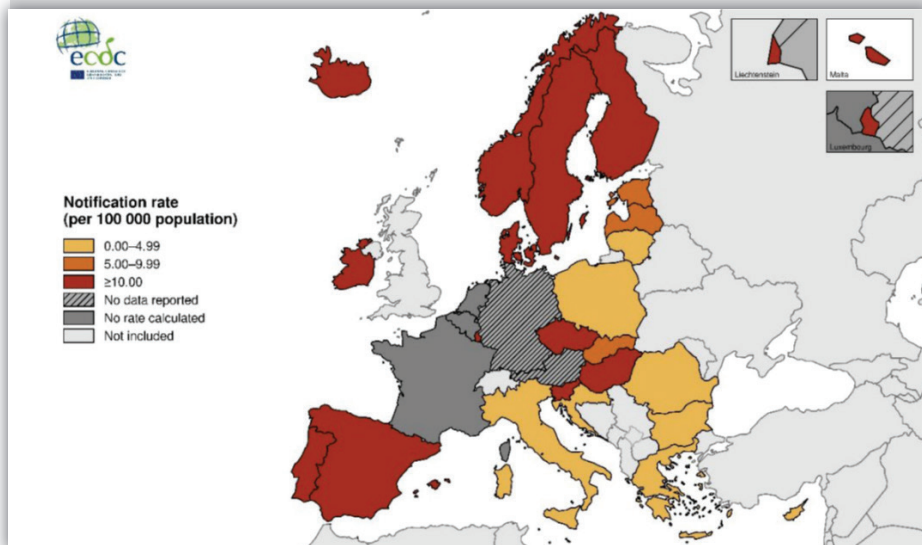 ecdc
Liechtenstein
Malta
Luxembourg
Notification rate
(per 100 000 population)
0.00–4.99
5.00–9.99
≥10.00
No data reported
No rate calculated
Not included